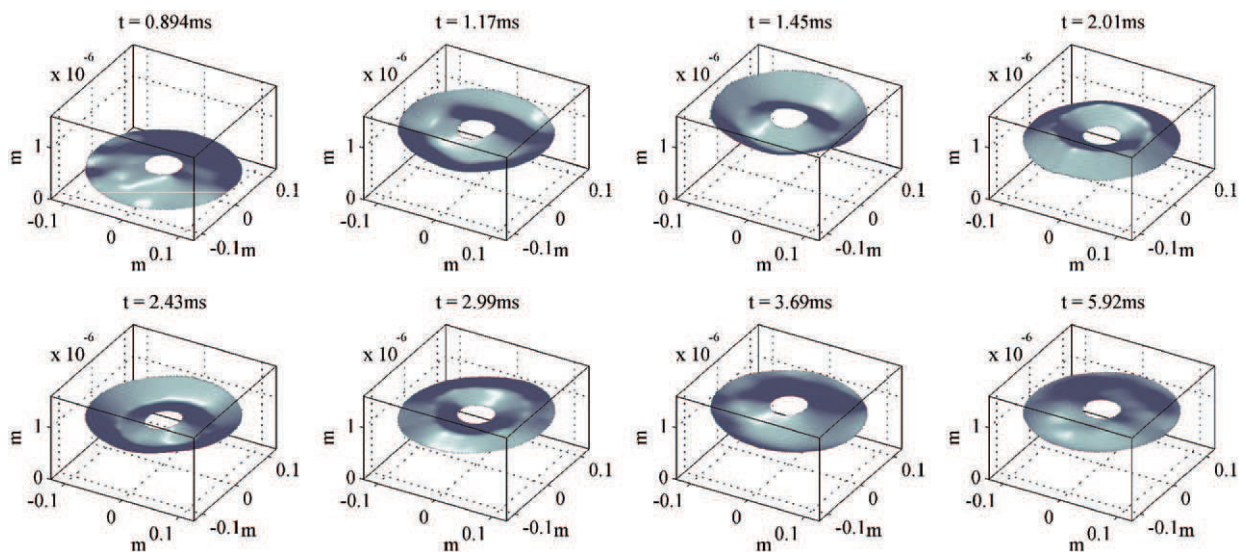 t = 0.894ms
t = 1.17ms
t = 1.45ms
t = 2.01ms
x 10 -6
x 10 -6
x 10 -6
x 10 -6
m 1
m 1
m 1
m 1
0 0.1
0 0.1
0 0.1
0 0.1
-0.1 0
-0.1 0
-0.1 0
-0.1 0
0 -0.1m
0 -0.1m
0 -0.1m
0 -0.1m
m 0.1
m 0.1
m 0.1
m 0.1
t = 2.43ms
t = 2.99ms
t = 3.69ms
t = 5.92ms
x 10 -6
x 10 -6
x 10 -6
x 10 -6
m 1
m 1
m 1
m 1
0 0.1
0 0.1
0 0.1
0 0.1
-0.1 0
-0.1 0
-0.1 0
-0.1 0
0 -0.1m
0 -0.1m
0 -0.1m
0 -0.1m
m 0.1
m 0.1
m 0.1
m 0.1